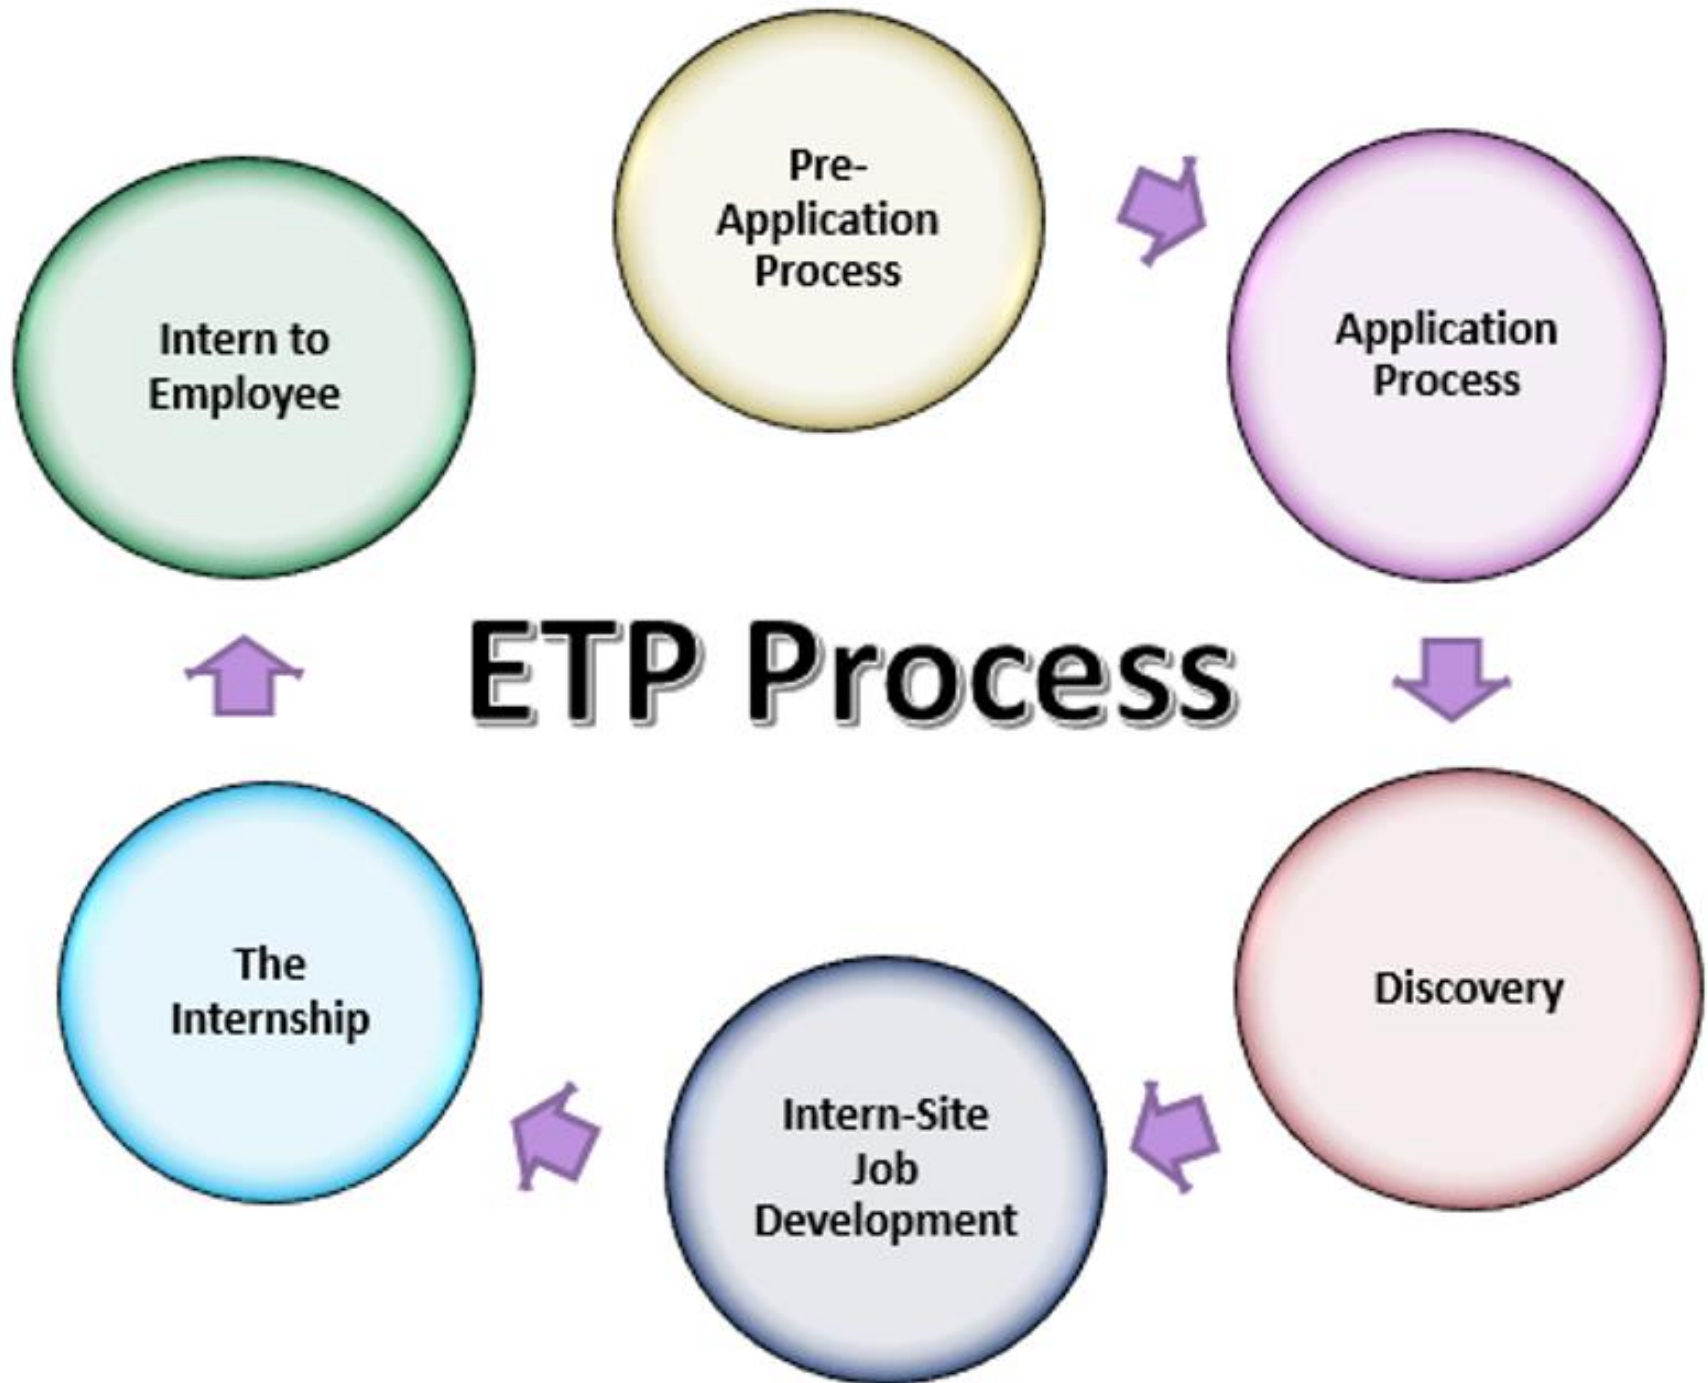 Pre-
Application
Process
Application
Process
Discovery
Intern-Site
Job
Development
The
Internship
Intern to
Employee
ETP Process